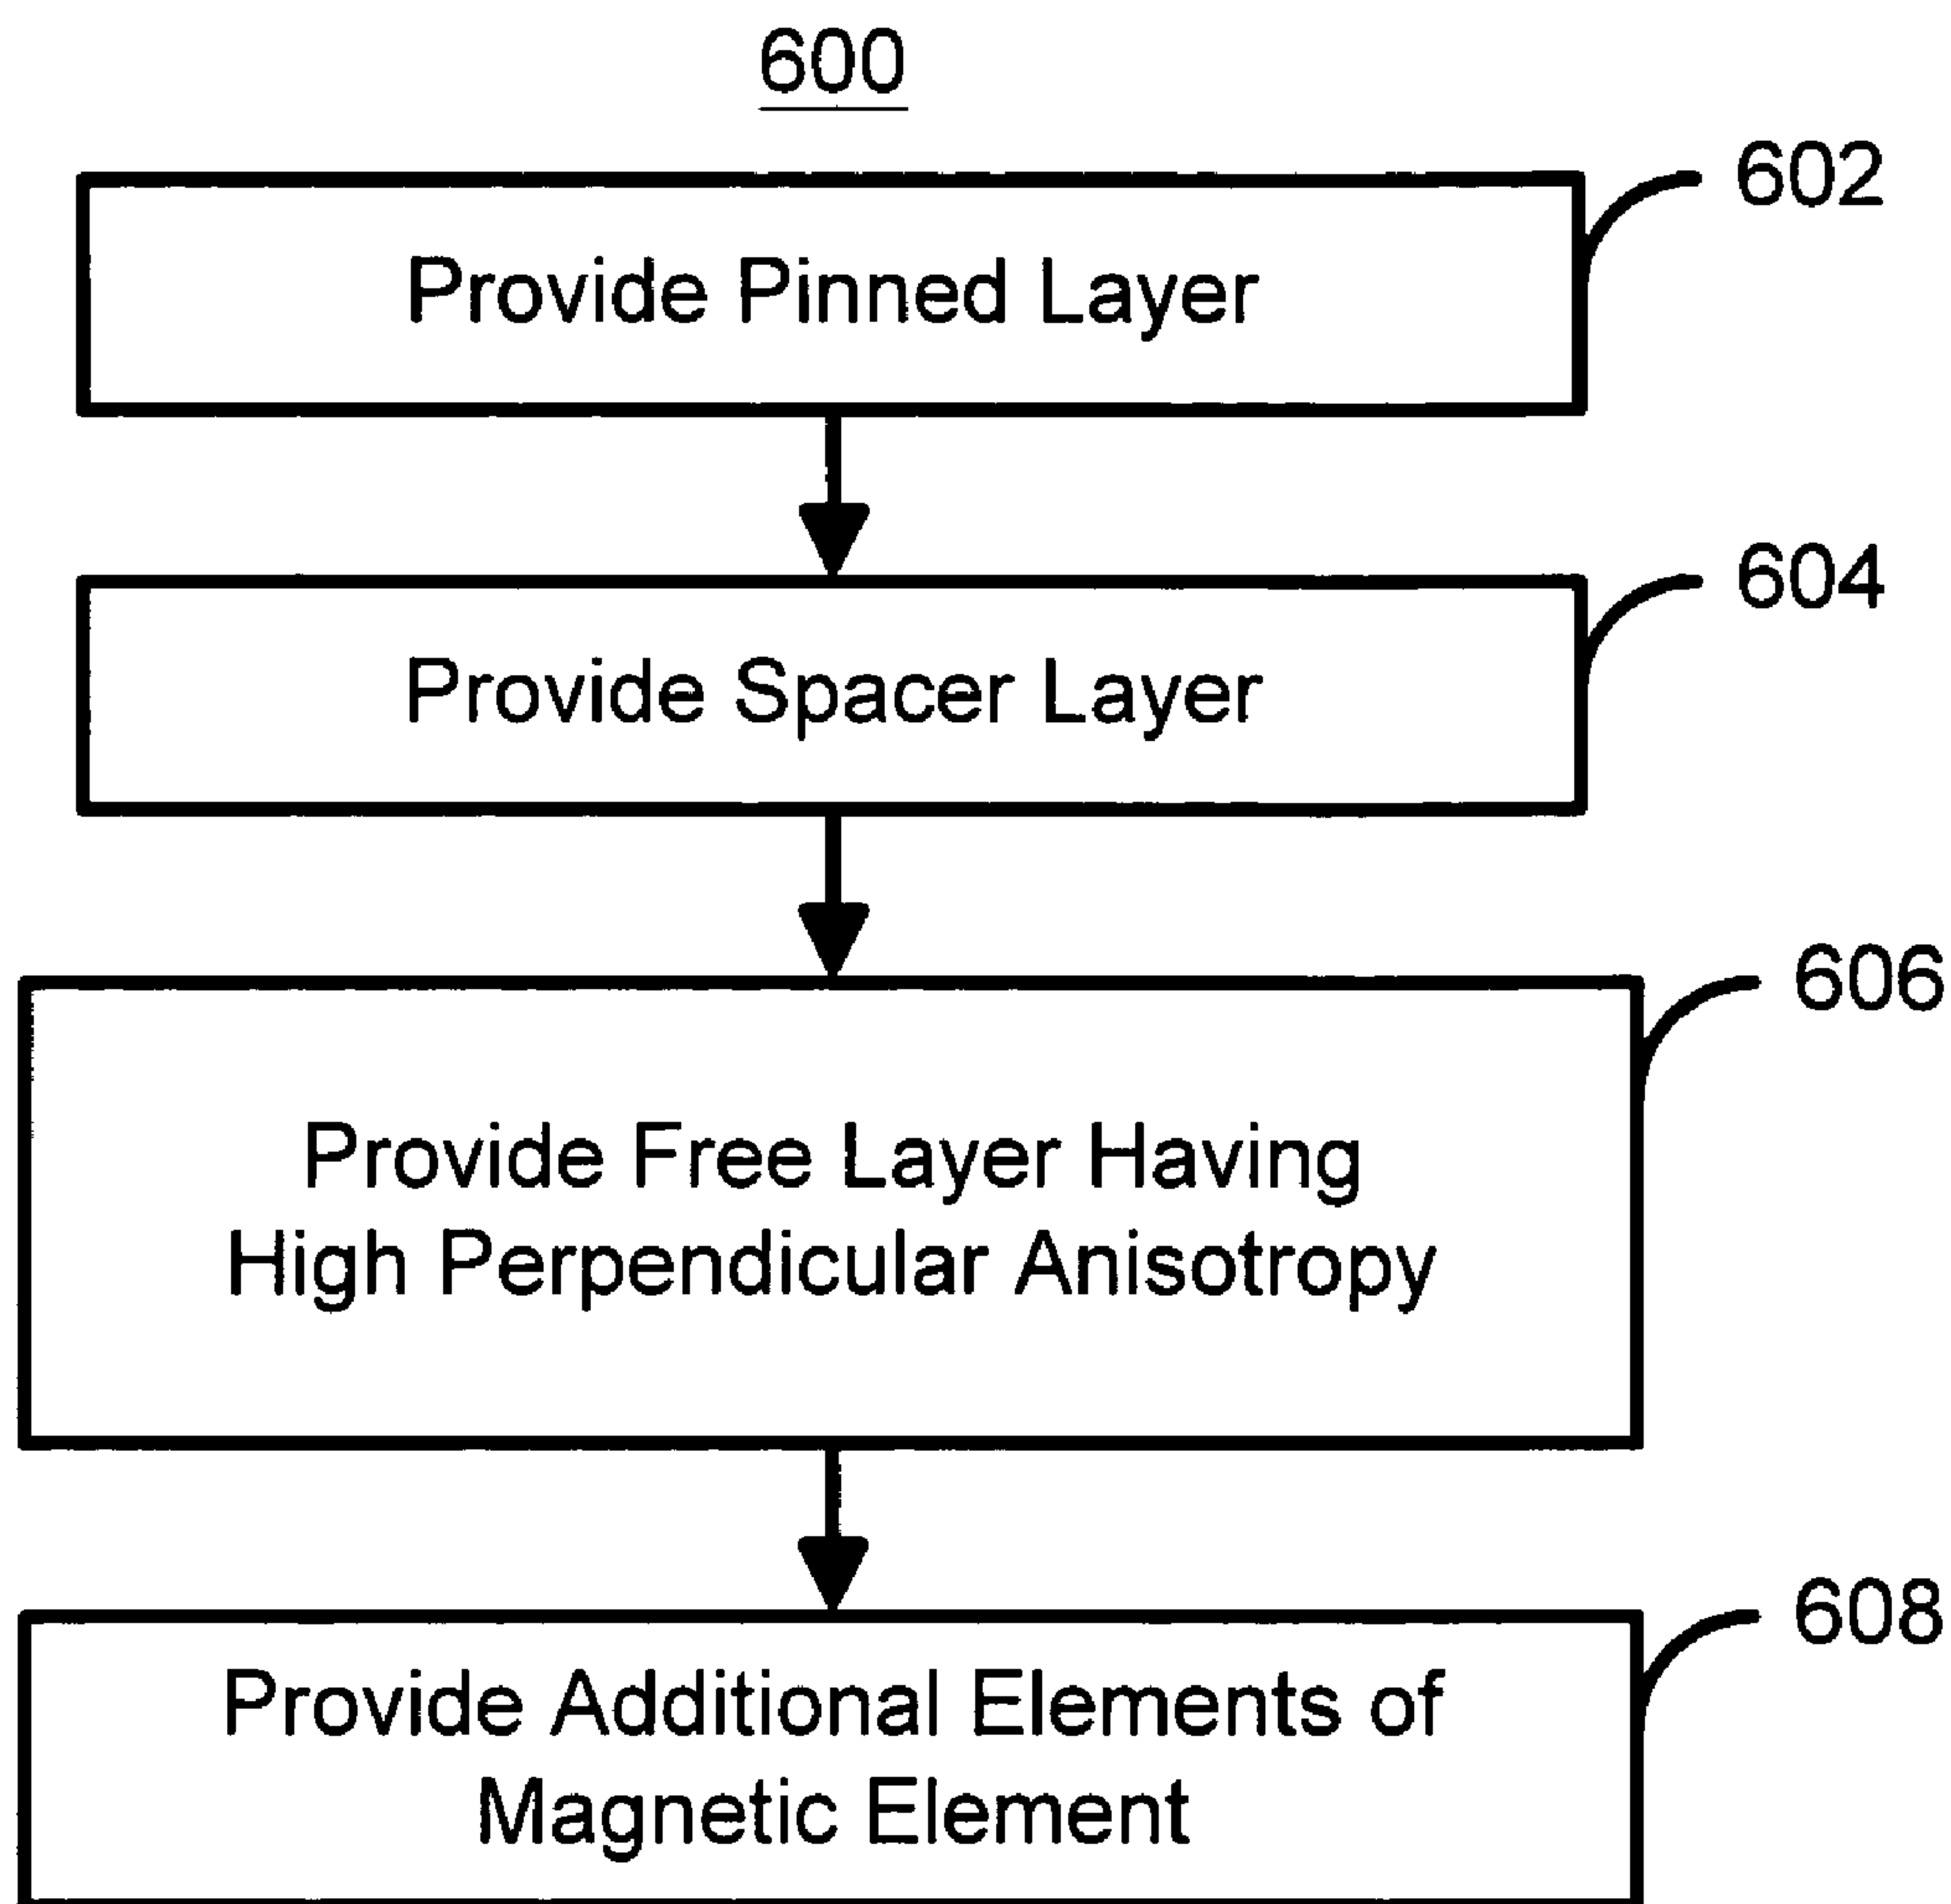 600
602
Provide Pinned Layer
604
Provide Spacer Layer
606
Provide Free Layer Having
High Perpendicular Anisotropy
608
Provide Additional Elements of
Magnetic Element